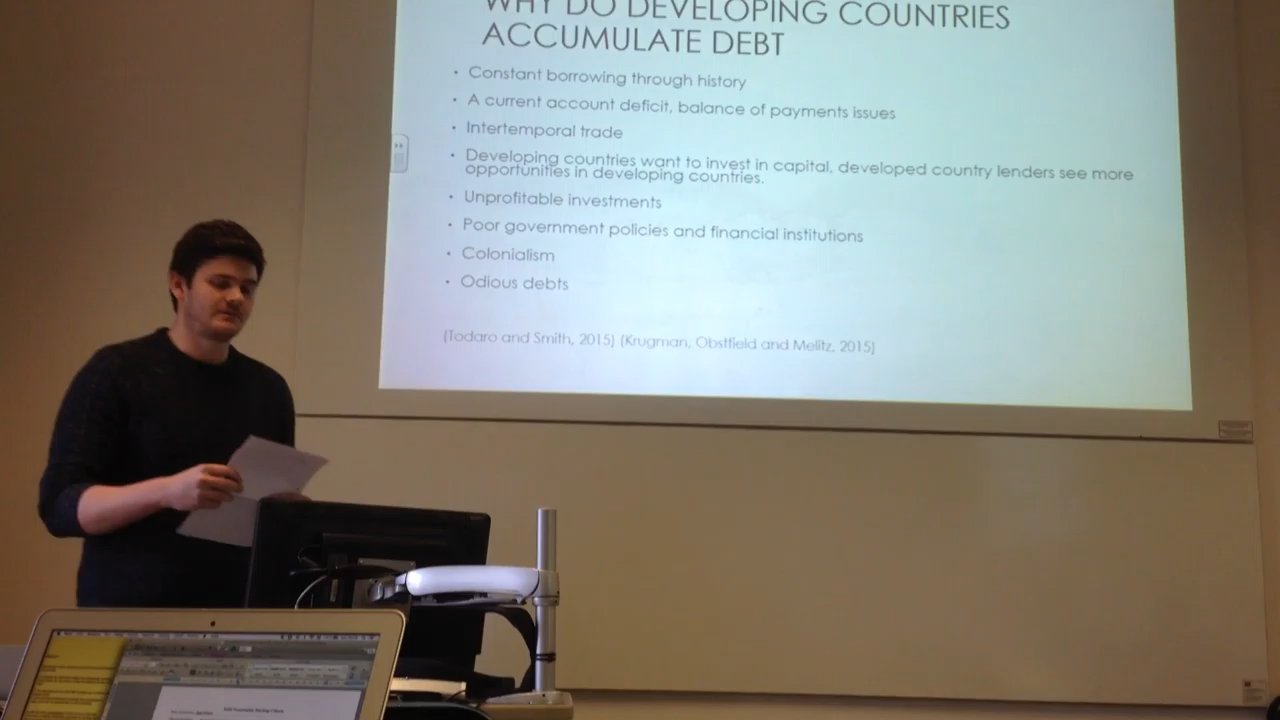 WHY DO DEVELOPING COUNTRIES
ACCUMULATE DEBT
• Constant borrowing through history
• A current account deficit, balance of payments issues
• Intertemporal trade
• Developing countries want to invest in capital, developed country lenders see more
opportunities in developing countries.
• Unprofitable investments
• Poor government policies and financial institutions
• Colonialism
• Odious debts
(Todaro and Smith, 2015) (Krugman, Obstfield and Melitz, 2015)